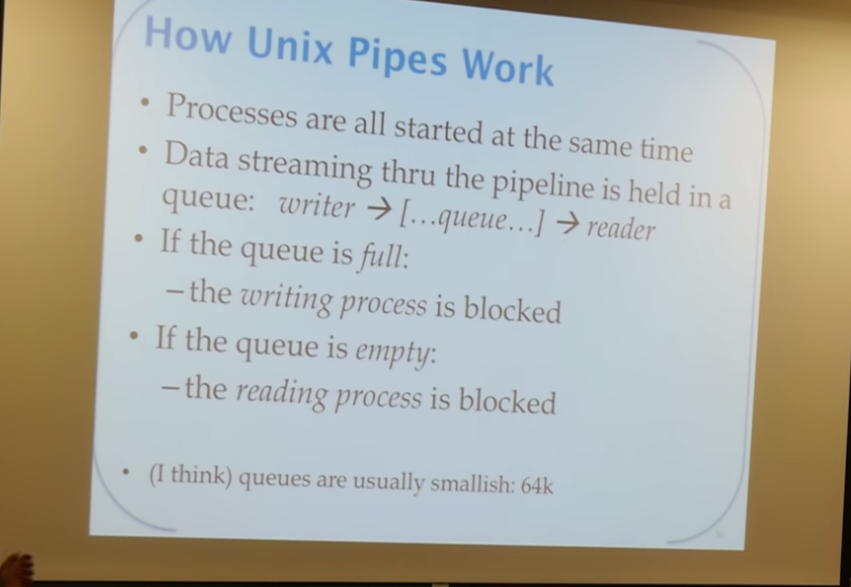 How Unix Pipes Work
• Processes are all started at the same time
• Data streaming thru the pipeline is held in a
queue: writer → […queue…] → reader
• If the queue is full:
– the writing process is blocked
• If the queue is empty:
– the reading process is blocked
• (I think) queues are usually smallish: 64k